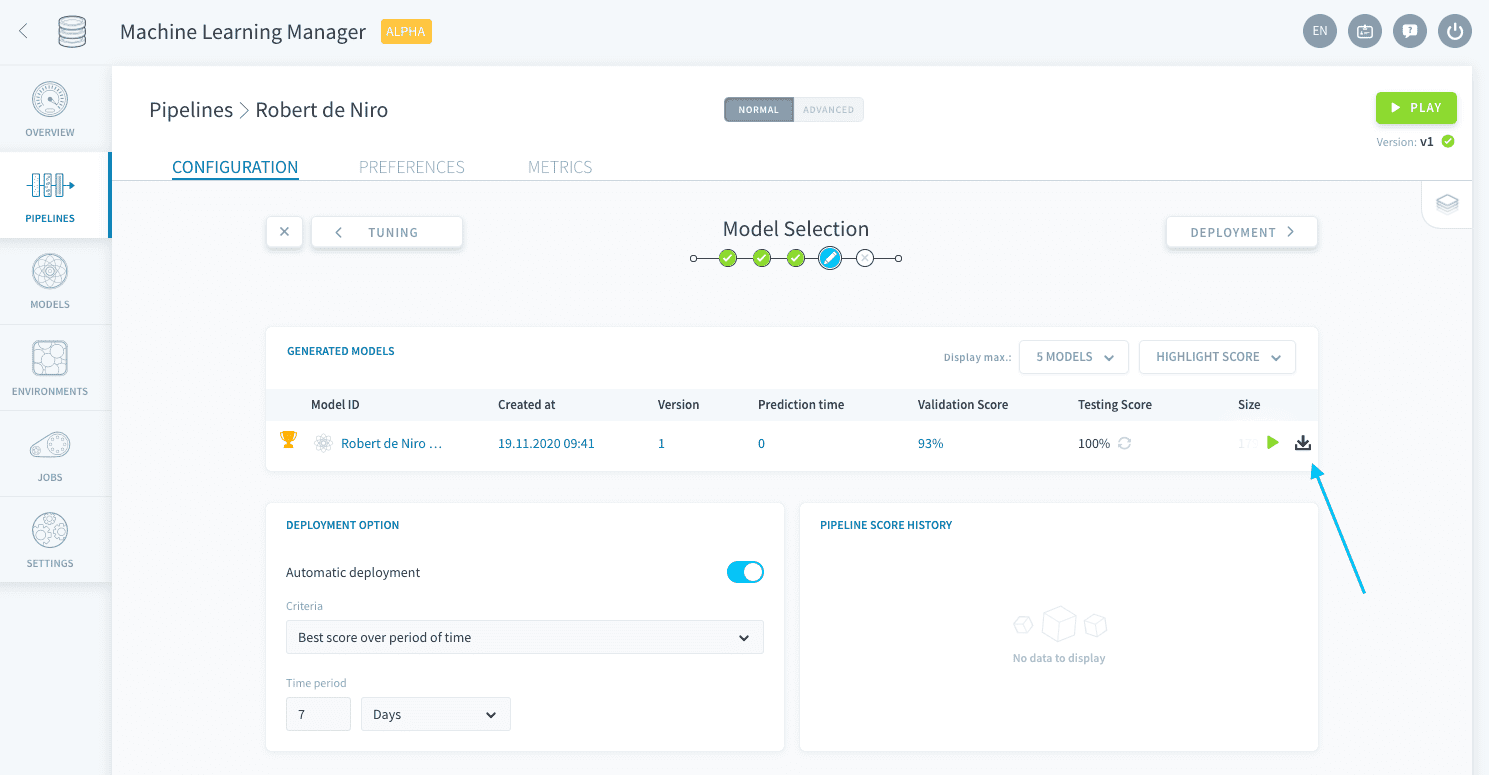 Machine Learning Manager ALPHA
EN
OVERVIEW
PIPELINES
MODELS
ENVIRONMENTS
JOBS
SETTINGS
Pipelines > Robert de Niro
NORMAL ADVANCED
PLAY
Version: v1
CONFIGURATION PREFERENCES METRICS
TUNING
Model Selection
DEPLOYMENT
GENERATED MODELS
Display max.: 5 MODELS HIGHLIGHT SCORE
Model ID Created at Version Prediction time Validation Score Testing Score Size
Robert de Niro ... 19.11.2020 09:41 1 0 93% 100%
DEPLOYMENT OPTION
Automatic deployment
Criteria
Best score over period of time
Time period
7 Days
PIPELINE SCORE HISTORY
No data to display